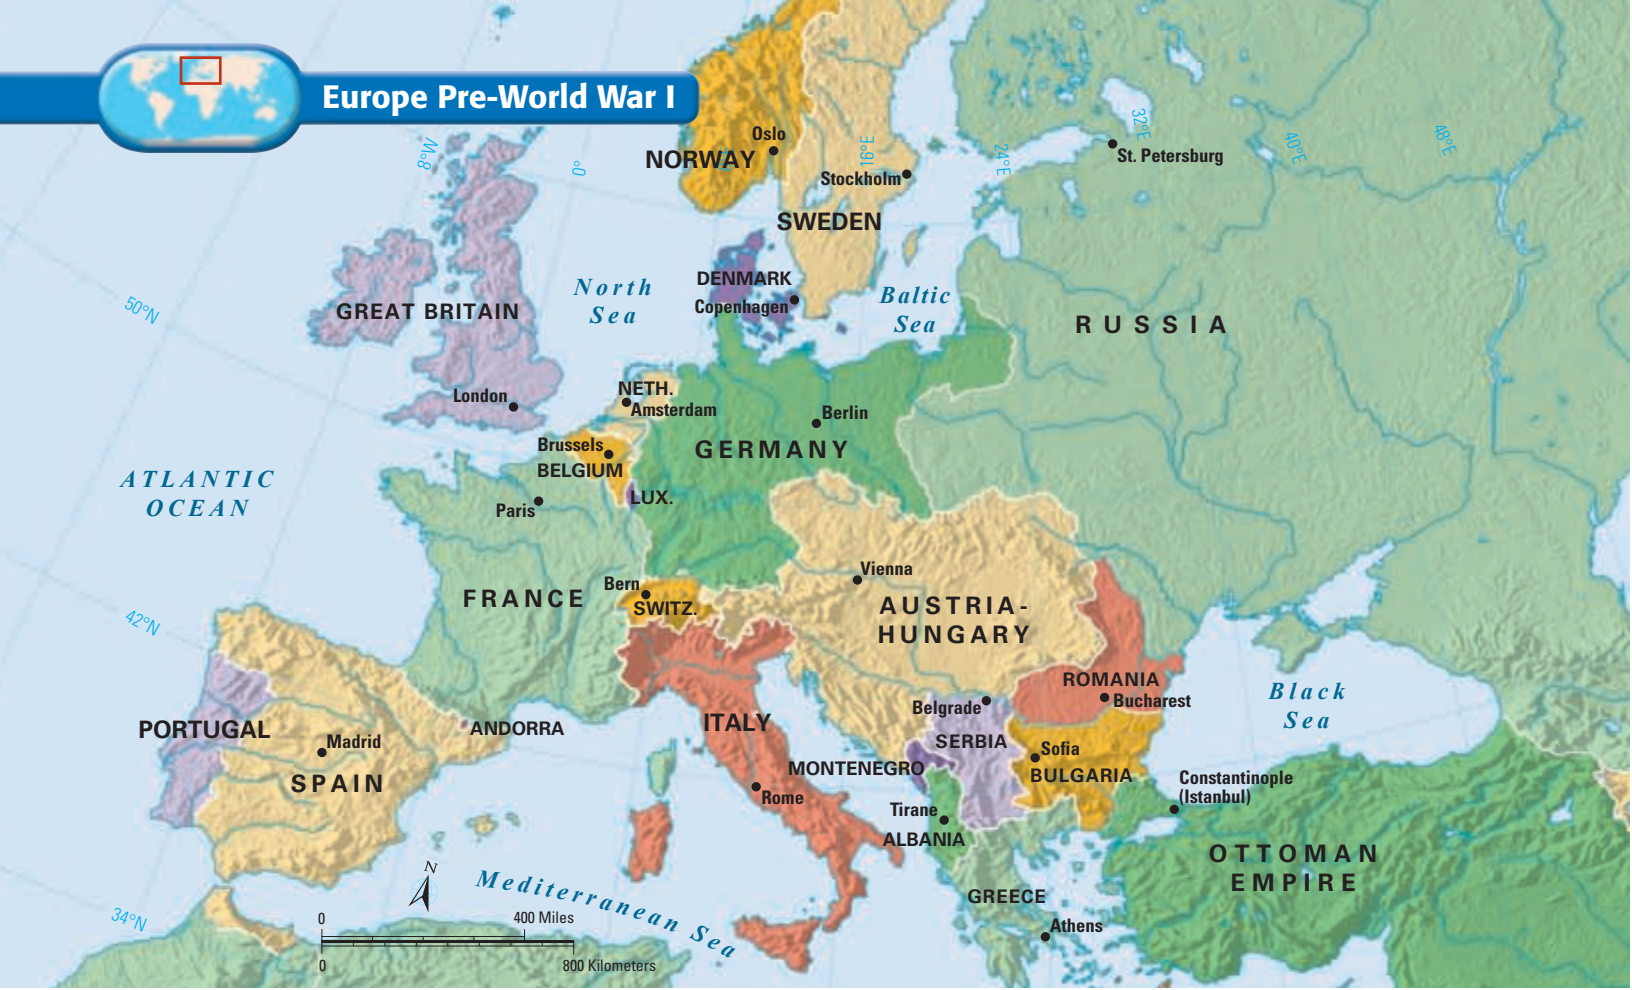 Europe Pre-World War I
8°W
0°
16°E
24°E
32°E
40°E
48°E
50°N
42°N
34°N
Oslo
NORWAY
Stockholm
SWEDEN
St. Petersburg
DENMARK
Copenhagen
North
Sea
Baltic
Sea
RUSSIA
GREAT BRITAIN
London
NETH.
Amsterdam
Berlin
GERMANY
Brussels
BELGIUM
LUX.
Paris
ATLANTIC
OCEAN
FRANCE
Bern
SWITZ.
Vienna
AUSTRIA-
HUNGARY
ROMANIA
Bucharest
Black
Sea
Belgrade
SERBIA
Sofia
BULGARIA
ITALY
Rome
MONTENEGRO
Tirane
ALBANIA
ANDORRA
PORTUGAL
Madrid
SPAIN
Constantinople
(Istanbul)
OTTOMAN
EMPIRE
GREECE
Athens
Mediterranean Sea
N
0
400 Miles
0
800 Kilometers